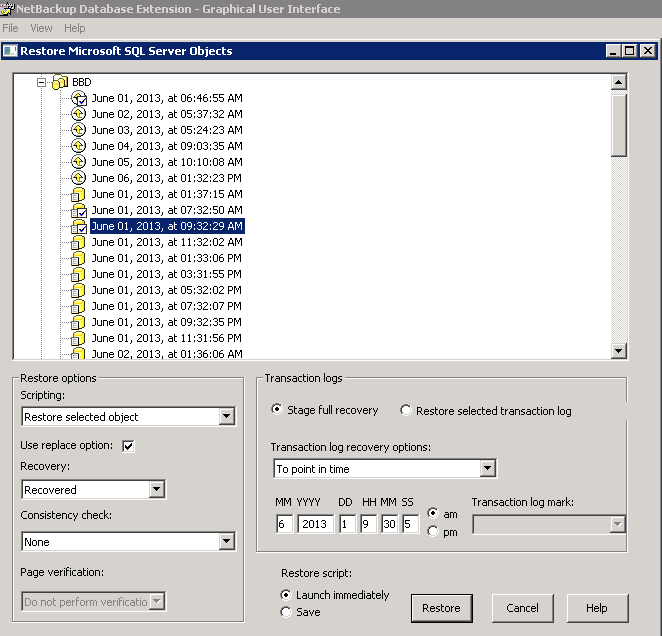 NetBackup Database Extension - Graphical User Interface
File View Help
Restore Microsoft SQL Server Objects
BBD
June 01, 2013, at 06:46:55 AM
June 02, 2013, at 05:37:32 AM
June 03, 2013, at 05:24:23 AM
June 04, 2013, at 09:03:35 AM
June 05, 2013, at 10:10:08 AM
June 06, 2013, at 01:32:23 PM
June 01, 2013, at 01:37:15 AM
June 01, 2013, at 07:32:50 AM
June 01, 2013, at 09:32:29 AM
June 01, 2013, at 11:32:02 AM
June 01, 2013, at 01:33:06 PM
June 01, 2013, at 03:31:55 PM
June 01, 2013, at 05:32:02 PM
June 01, 2013, at 07:32:07 PM
June 01, 2013, at 09:32:35 PM
June 01, 2013, at 11:31:56 PM
June 02, 2013, at 01:36:06 AM
Restore options
Scripting:
Restore selected object
Use replace option:
Recovery:
Recovered
Consistency check:
None
Page verification:
Do not perform verificatio
Transaction logs
Stage full recovery
Restore selected transaction log
Transaction log recovery options:
To point in time
MM YYYY DD HH MM SS
6 2013 1 9 30 5
am
pm
Transaction log mark:
Restore script:
Launch immediately
Save
Restore
Cancel
Help